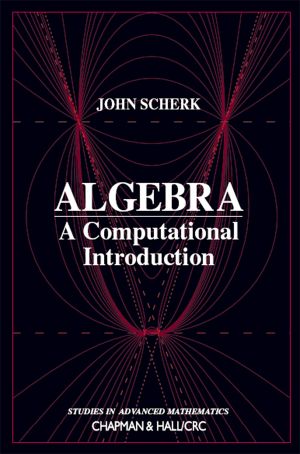 JOHN SCHERK
ALGEBRA
A Computational
Introduction
STUDIES IN ADVANCED MATHEMATICS
CHAPMAN & HALL/CRC